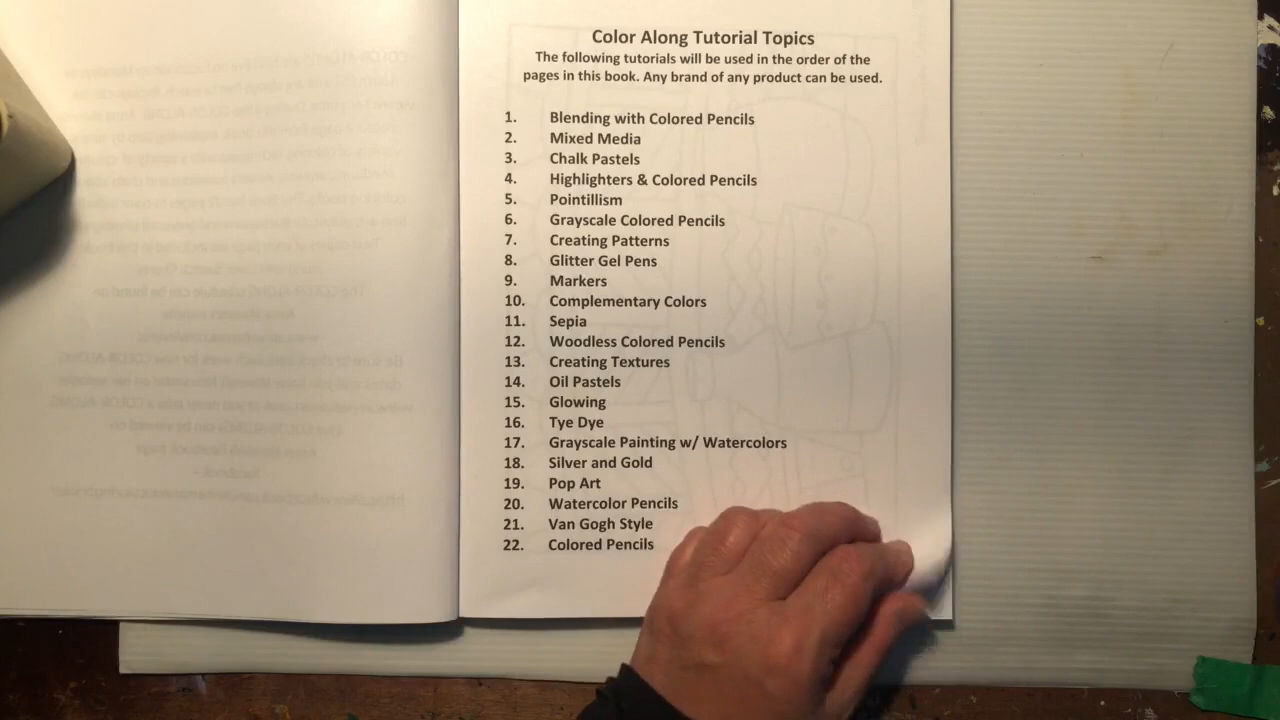 Color Along Tutorial Topics
The following tutorials will be used in the order of the
pages in this book. Any brand of any product can be used.
1. Blending with Colored Pencils
2. Mixed Media
3. Chalk Pastels
4. Highlighters & Colored Pencils
5. Pointillism
6. Grayscale Colored Pencils
7. Creating Patterns
8. Glitter Gel Pens
9. Markers
10. Complementary Colors
11. Sepia
12. Woodless Colored Pencils
13. Creating Textures
14. Oil Pastels
15. Glowing
16. Tye Dye
17. Grayscale Painting w/ Watercolors
18. Silver and Gold
19. Pop Art
20. Watercolor Pencils
21. Van Gogh Style
22. Colored Pencils